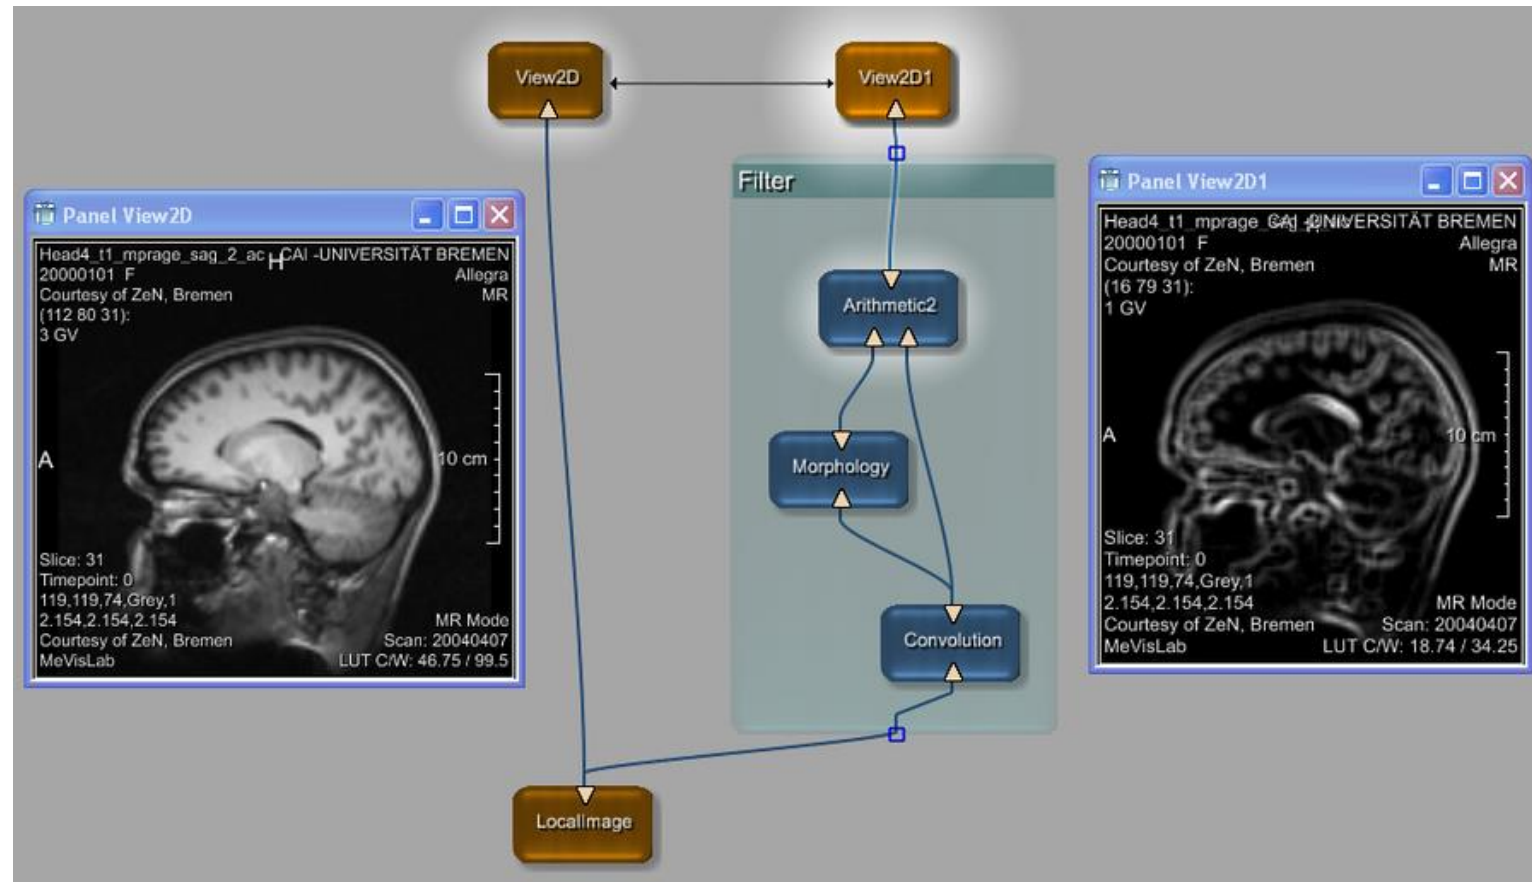 View2D
View2D1
Filter
Arithmetic2
Morphology
Convolution
LocalImage
Panel View2D
Head4_t1_mprage_sag_2_ac
CAI -UNIVERSITÄT BREMEN
H
20000101 F
Allegra
Courtesy of ZeN, Bremen
MR
(112 80 31):
3 GV
A
10 cm
Slice: 31
Timepoint: 0
119,119,74,Grey,1
2.154,2.154,2.154
MR Mode
Courtesy of ZeN, Bremen
Scan: 20040407
MeVisLab
LUT C/W: 46.75 / 99.5
Panel View2D1
Head4_t1_mprage
CAI -UNIVERSITÄT BREMEN
20000101 F
Allegra
Courtesy of ZeN, Bremen
MR
(16 79 31):
1 GV
A
10 cm
Slice: 31
Timepoint: 0
119,119,74,Grey,1
2.154,2.154,2.154
MR Mode
Courtesy of ZeN, Bremen
Scan: 20040407
MeVisLab
LUT C/W: 18.74 / 34.25